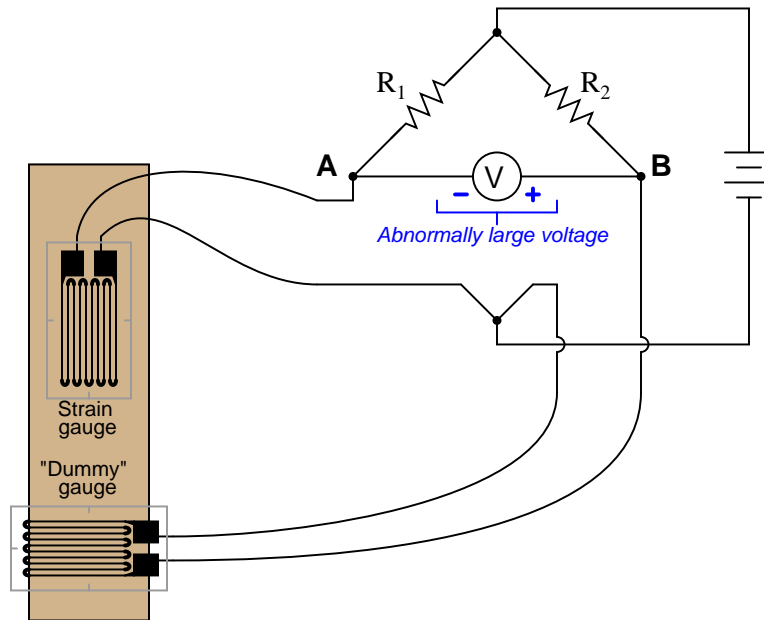 R1
R2
A
V
B
− +
Abnormally large voltage
Strain
gauge
"Dummy"
gauge